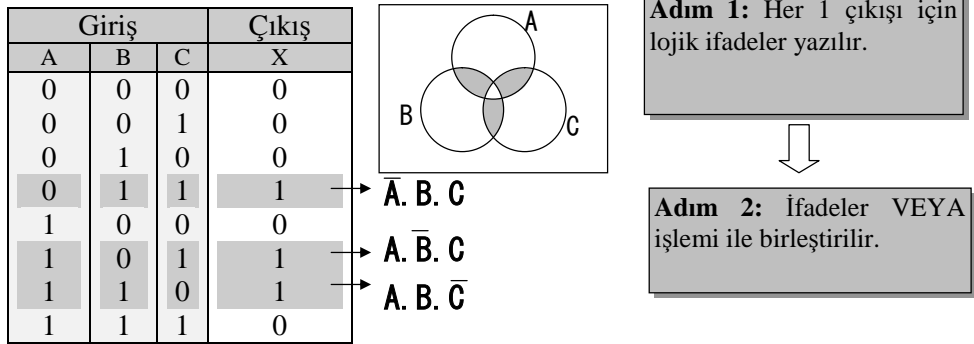 Giriş Çıkış
A B C X
0 0 0 0
0 0 1 0
0 1 0 0
0 1 1 1
1 0 0 0
1 0 1 1
1 1 0 1
1 1 1 0
A
B
C
A̅. B. C
A. B̅. C
A. B. C̅
Adım 1: Her 1 çıkışı için
lojik ifadeler yazılır.
Adım 2: İfadeler VEYA
işlemi ile birleştirilir.